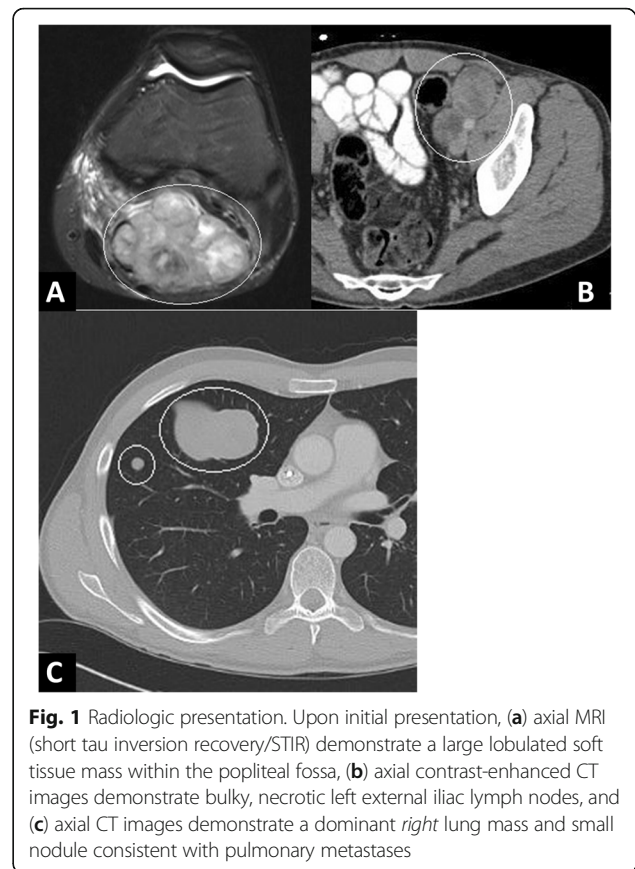 A
B
C
Fig. 1 Radiologic presentation. Upon initial presentation, (a) axial MRI
(short tau inversion recovery/STIR) demonstrate a large lobulated soft
tissue mass within the popliteal fossa, (b) axial contrast-enhanced CT
images demonstrate bulky, necrotic left external iliac lymph nodes, and
(c) axial CT images demonstrate a dominant right lung mass and small
nodule consistent with pulmonary metastases